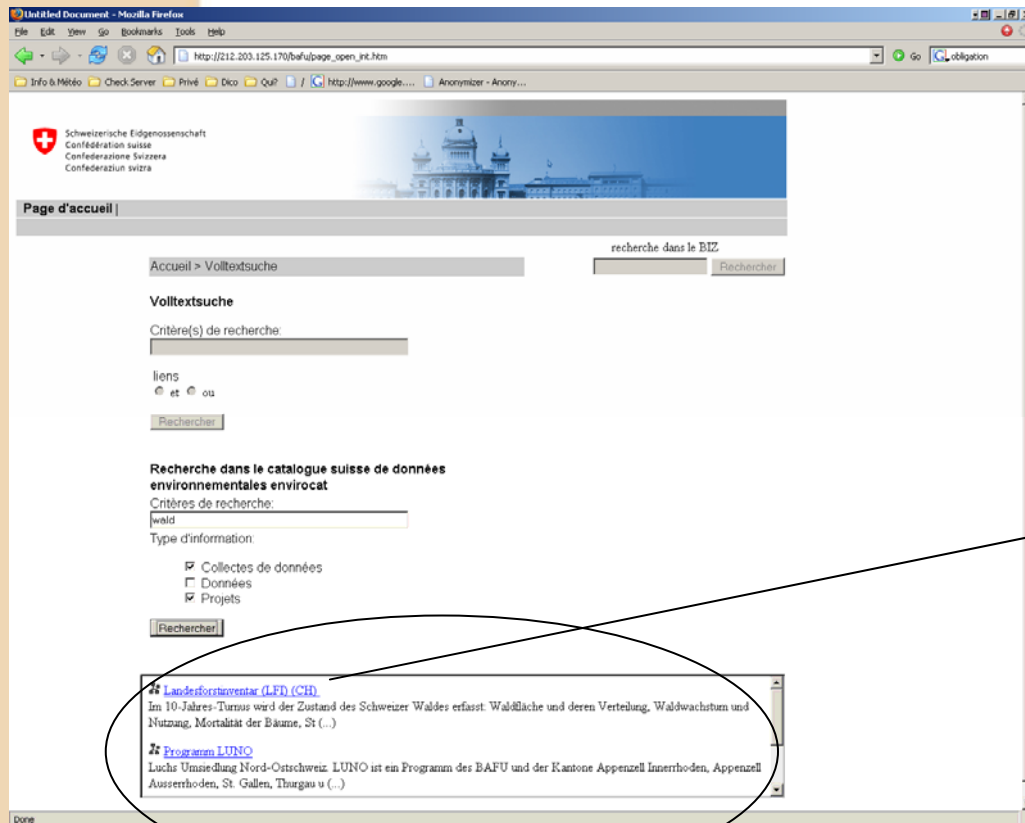 Untitled Document - Mozilla Firefox
File Edit View Go Bookmarks Tools Help
http://212.203.125.170/bafu/page_open_int.htm Go obligation
Info & Météo Check Server Privé Dico Qui? / http://www.google.... Anonymizer - Anony...
Schweizerische Eidgenossenschaft
Confédération suisse
Confederazione Svizzera
Confederaziun svizra
Page d'accueil |
recherche dans le BIZ
Accueil > Volltextsuche
Rechercher
Volltextsuche
Critère(s) de recherche:
liens
et ou
Rechercher
Recherche dans le catalogue suisse de données
environnementales envirocat
Critères de recherche:
wald
Type d'information:
Collectes de données
Données
Projets
Rechercher
Landesforstinventar (LFI) (CH)
Im 10-Jahres-Turnus wird der Zustand des Schweizer Waldes erfasst: Waldfläche und deren Verteilung, Waldwachstum und
Nutzung, Mortalität der Bäume, St (...)
Programm LUNO
Luchs Umsiedlung Nord-Ostschweiz. LUNO ist ein Programm des BAFU und der Kantone Appenzell Innerrhoden, Appenzell
Ausserrhoden, St. Gallen, Thurgau u (...)
Done